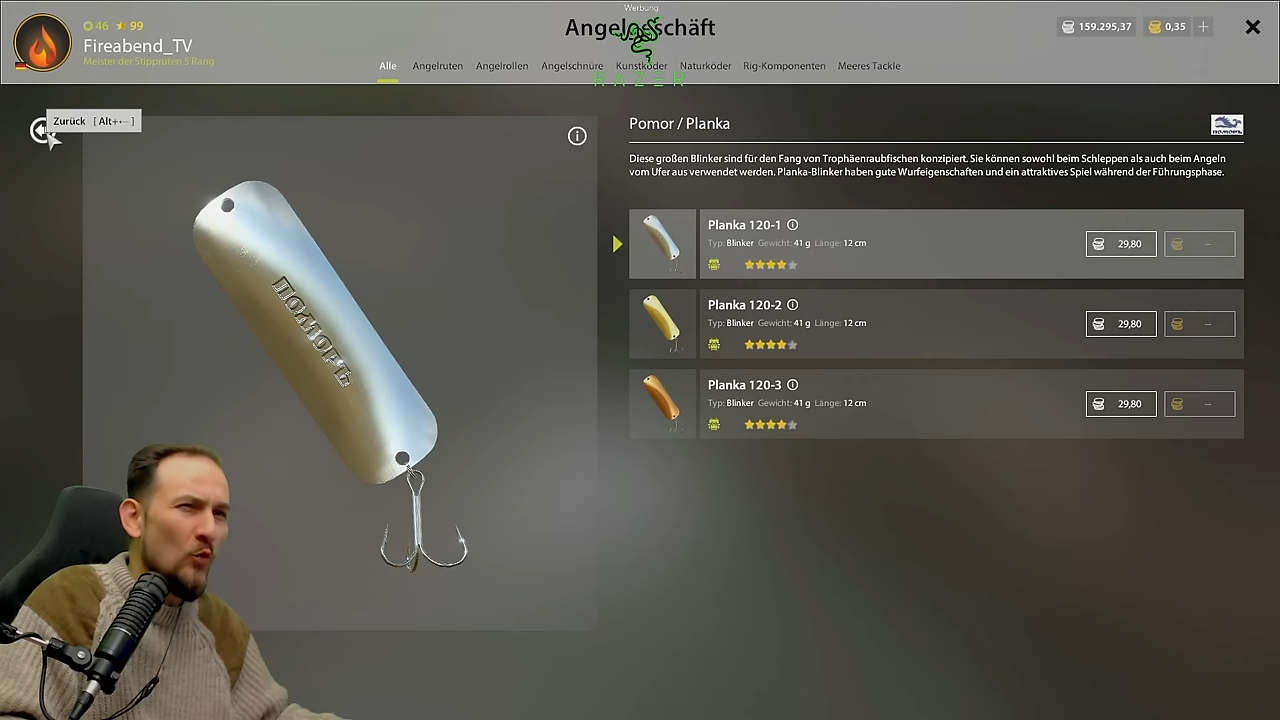 Werbung
Angelgeschäft
46 99
Fireabend_TV
Meister der Stippruten 5 Rang
159.295,37
0,35
Alle
Angelruten
Angelrollen
Angelschnüre
Kunstköder
Naturköder
Rig-Komponenten
Meeres Tackle
RAZER
Zurück [ Alt+← ]
Pomor / Planka
ПОМОРЪ
Diese großen Blinker sind für den Fang von Trophäenraubfischen konzipiert. Sie können sowohl beim Schleppen als auch beim Angeln
vom Ufer aus verwendet werden. Planka-Blinker haben gute Wurfeigenschaften und ein attraktives Spiel während der Führungsphase.
ПОМОРЪ
Planka 120-1
Typ: Blinker Gewicht: 41 g Länge: 12 cm
29,80
–
Planka 120-2
Typ: Blinker Gewicht: 41 g Länge: 12 cm
29,80
–
Planka 120-3
Typ: Blinker Gewicht: 41 g Länge: 12 cm
29,80
–